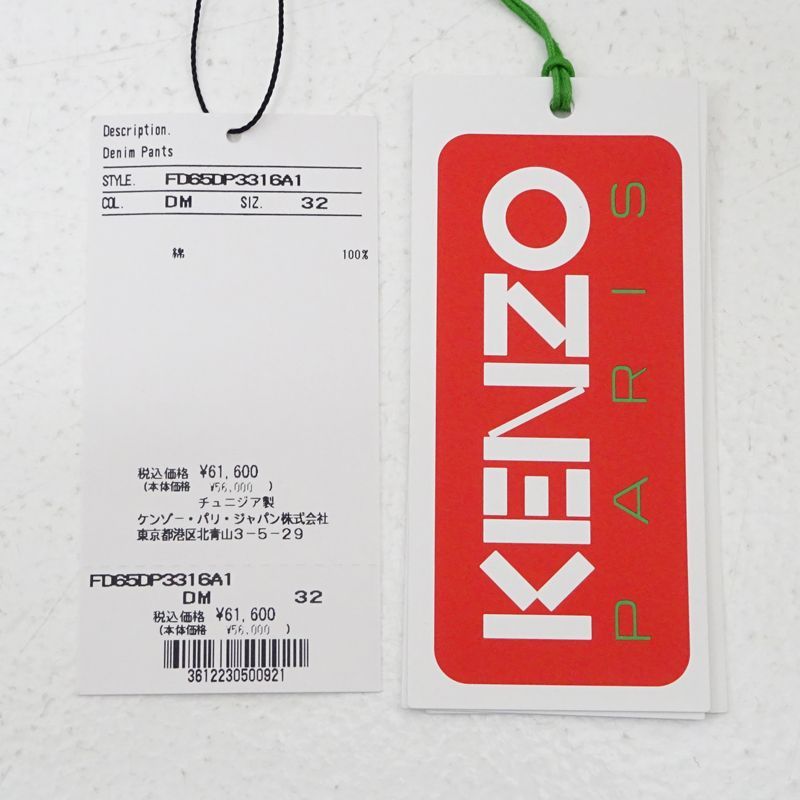 Description.
Denim Pants
STYLE. FD65DP3316A1
COL. DM SIZ. 32
綿 100%
税込価格 ¥61,600
(本体価格 ¥56,000 )
チュニジア製
ケンゾー・パリ・ジャパン株式会社
東京都港区北青山3-5-29
FD65DP3316A1
DM 32
税込価格 ¥61,600
(本体価格 ¥56,000 )
3612230500921
KENZO
PARIS